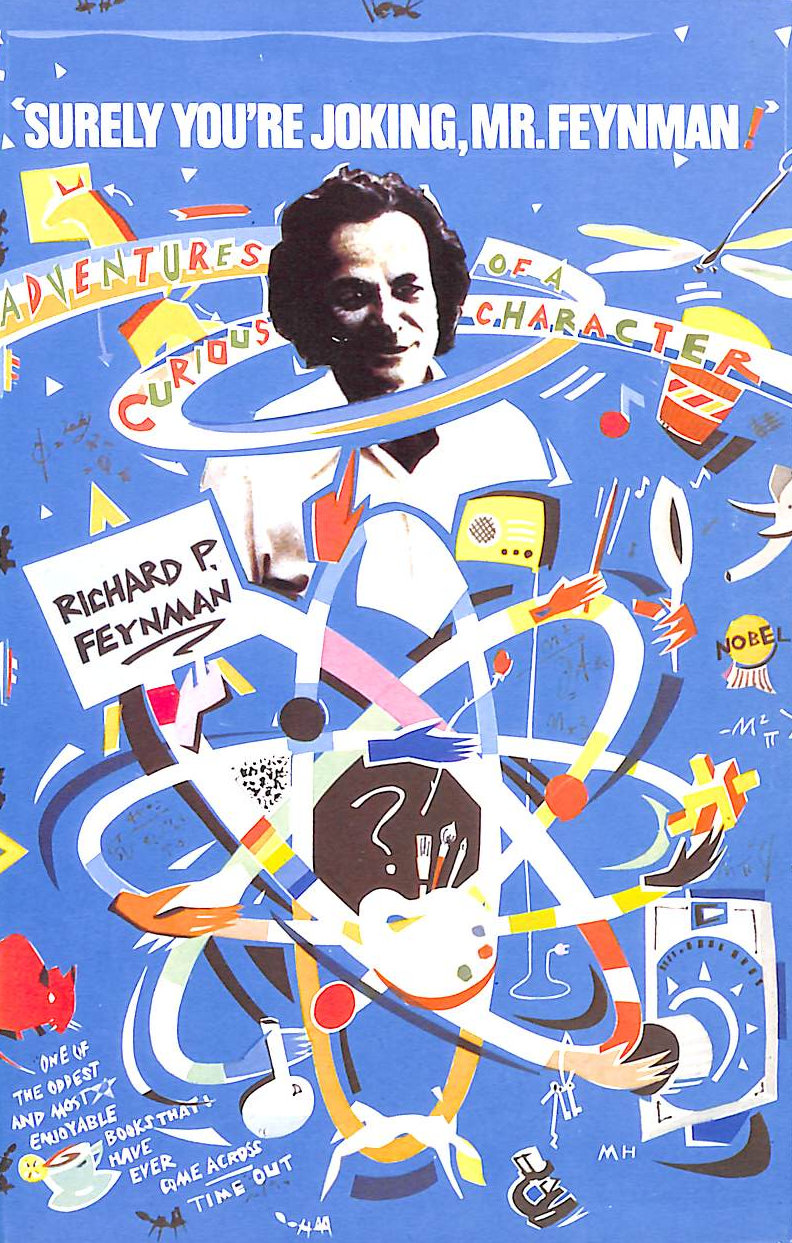 “SURELY YOU'RE JOKING, MR. FEYNMAN!”
ADVENTURES OF A
CURIOUS CHARACTER
RICHARD P.
FEYNMAN
NOBEL
-M²
π
?
ONE OF
THE ODDEST
AND MOST
ENJOYABLE
BOOKS THAT
HAVE
EVER
COME ACROSS
TIME OUT
MH